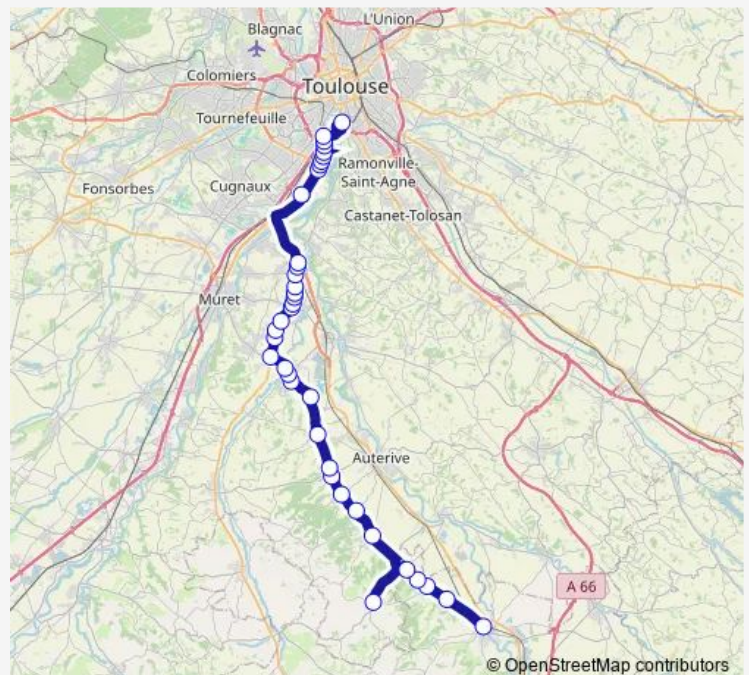 L'Union
Blagnac
Colomiers
Toulouse
Tournefeuille
Ramonville-
Saint-Agne
Fonsorbes
Cugnaux
Castanet-Tolosan
Muret
Auterive
A 66
© OpenStreetMap contributors